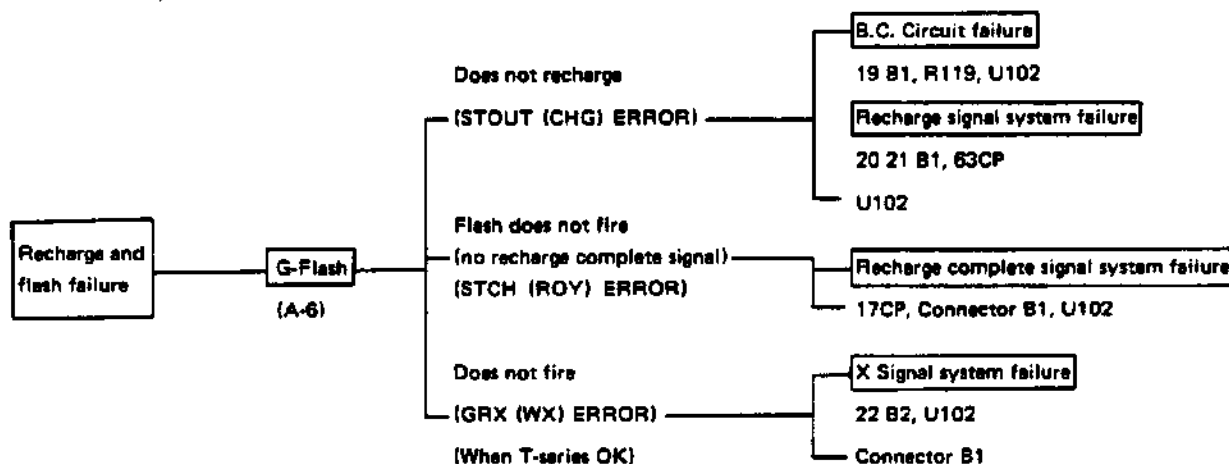 Recharge and
flash failure
G-Flash
(A-6)
Does not recharge
(STOUT (CHG) ERROR)
B.C. Circuit failure
19 B1, R119, U102
Recharge signal system failure
20 21 B1, 63CP
U102
Flash does not fire
(no recharge complete signal)
(STCH (ROY) ERROR)
Recharge complete signal system failure
17CP, Connector B1, U102
Does not fire
(GRX (WX) ERROR)
(When T-series OK)
X Signal system failure
22 B2, U102
Connector B1